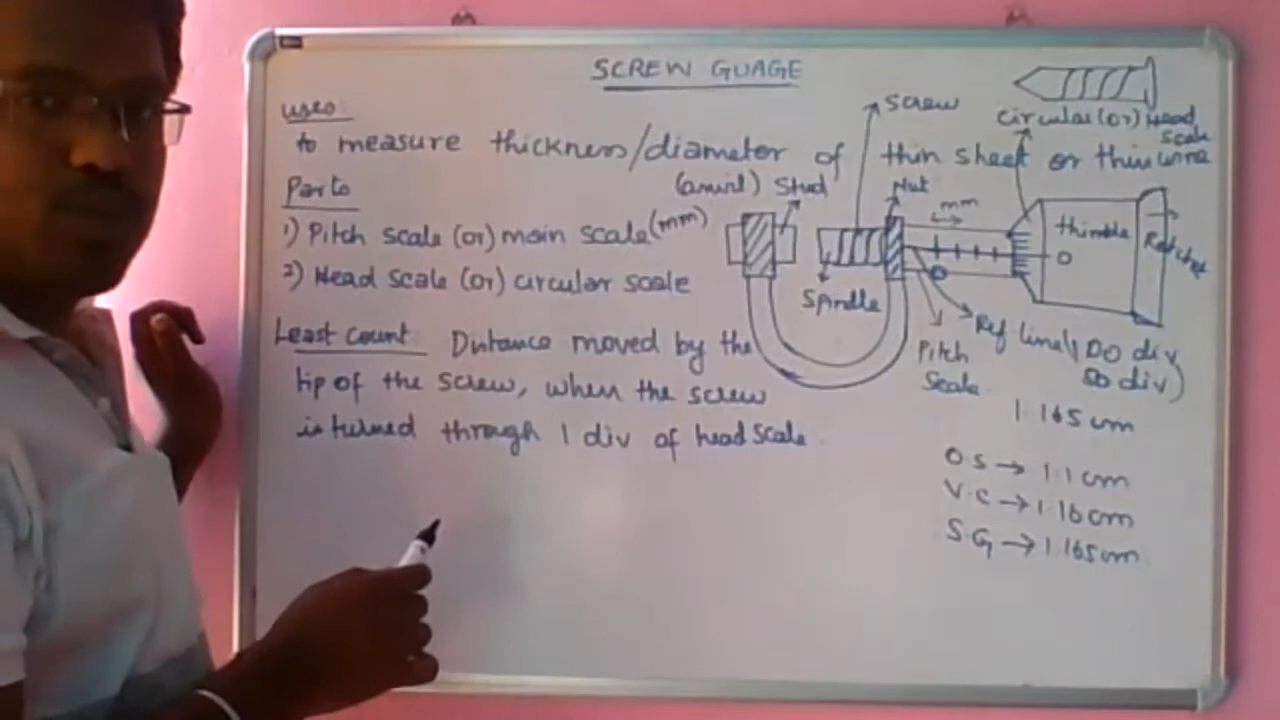 SCREW GUAGE
uses:
to measure thickness/diameter of thin sheet or thin wire
Parts
1) Pitch scale (or) main scale (mm)
2) Head scale (or) circular scale
Least count: Distance moved by the
tip of the screw, when the screw
is turned through 1 div of head scale.
screw
circular (or) Head
scale
(anvil) stud
Nut
mm
thimble
Ratchet
0
0
Spindle
Pitch
Scale
Ref line
(100 div
50 div)
1.165 cm
O.S → 1.1 cm
V.C → 1.16 cm
S.G → 1.165 cm